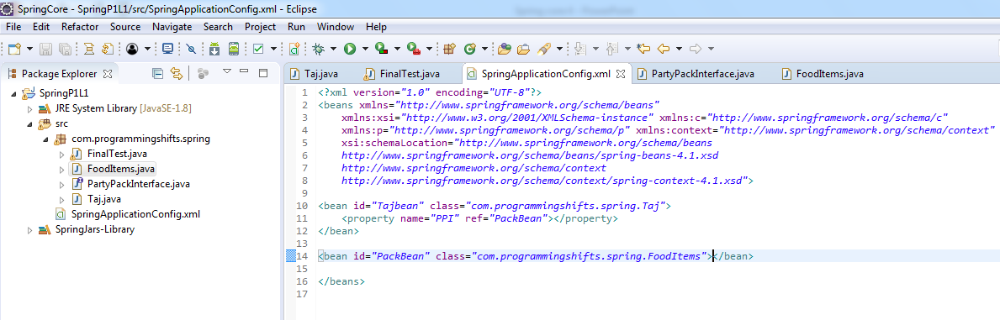 SpringCore - SpringP1L1/src/SpringApplicationConfig.xml - Eclipse
File Edit Refactor Source Navigate Search Project Run Window Help
Package Explorer
SpringP1L1
JRE System Library [JavaSE-1.8]
src
com.programmingshifts.spring
FinalTest.java
FoodItems.java
PartyPackInterface.java
Taj.java
SpringApplicationConfig.xml
SpringJars-Library
Taj.java FinalTest.java SpringApplicationConfig.xml PartyPackInterface.java FoodItems.java
1 <?xml version="1.0" encoding="UTF-8"?>
2 <beans xmlns="http://www.springframework.org/schema/beans"
3 xmlns:xsi="http://www.w3.org/2001/XMLSchema-instance" xmlns:c="http://www.springframework.org/schema/c"
4 xmlns:p="http://www.springframework.org/schema/p" xmlns:context="http://www.springframework.org/schema/context"
5 xsi:schemaLocation="http://www.springframework.org/schema/beans
6 http://www.springframework.org/schema/beans/spring-beans-4.1.xsd
7 http://www.springframework.org/schema/context
8 http://www.springframework.org/schema/context/spring-context-4.1.xsd">
9
10 <bean id="Tajbean" class="com.programmingshifts.spring.Taj">
11 <property name="PPI" ref="PackBean"></property>
12 </bean>
13
14 <bean id="PackBean" class="com.programmingshifts.spring.FoodItems"></bean>
15
16 </beans>
17